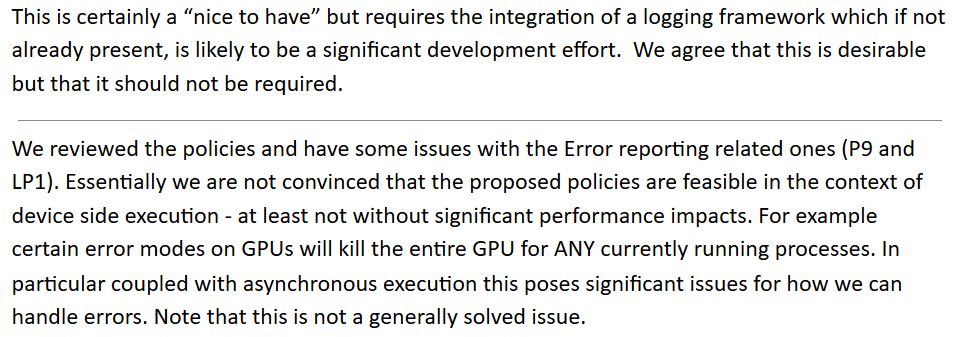 This is certainly a “nice to have” but requires the integration of a logging framework which if not
already present, is likely to be a significant development effort.  We agree that this is desirable
but that it should not be required.
We reviewed the policies and have some issues with the Error reporting related ones (P9 and
LP1). Essentially we are not convinced that the proposed policies are feasible in the context of
device side execution - at least not without significant performance impacts. For example
certain error modes on GPUs will kill the entire GPU for ANY currently running processes. In
particular coupled with asynchronous execution this poses significant issues for how we can
handle errors. Note that this is not a generally solved issue.